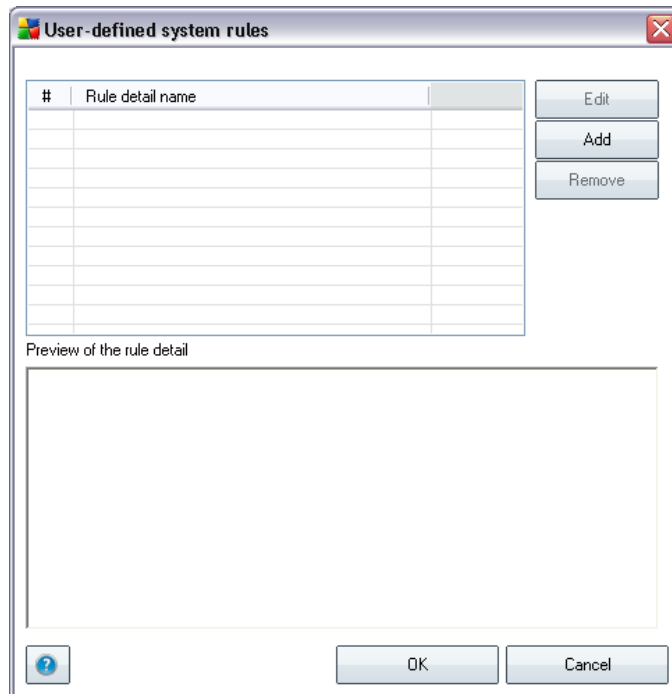 User-defined system rules
# Rule detail name
Edit
Add
Remove
Preview of the rule detail
?
OK
Cancel